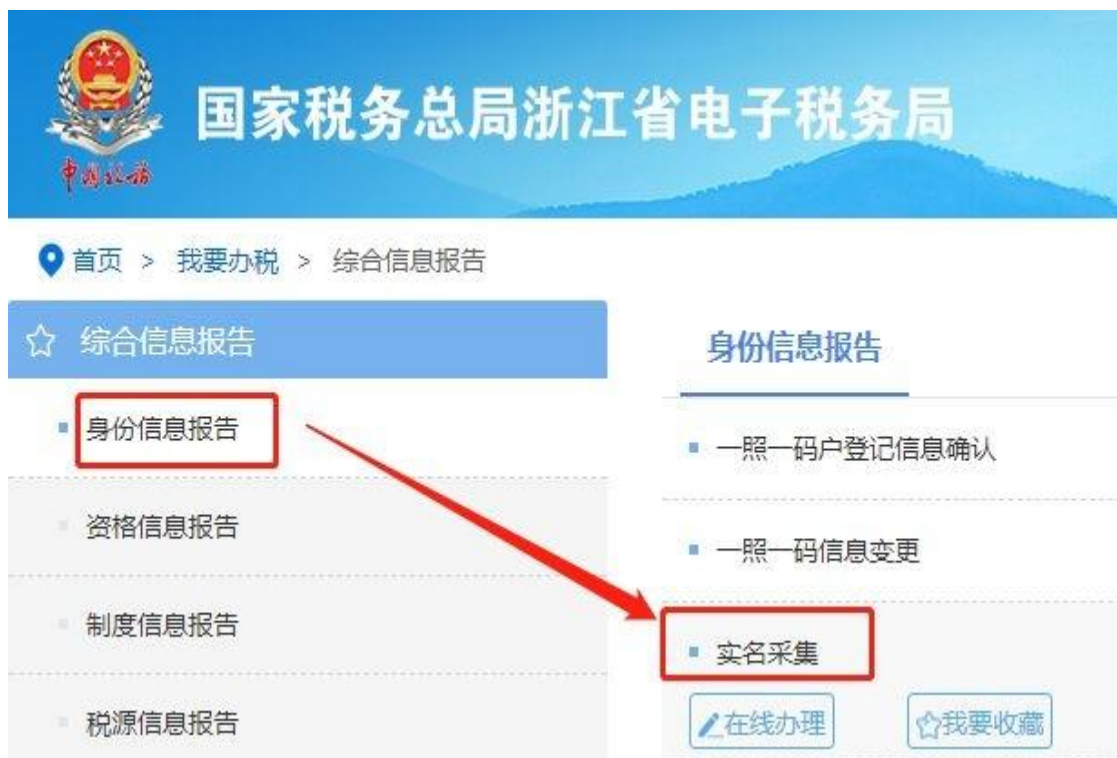 国家税务总局浙江省电子税务局
中国税务
首页 > 我要办税 > 综合信息报告
综合信息报告
身份信息报告
资格信息报告
制度信息报告
税源信息报告
身份信息报告
一照一码户登记信息确认
一照一码信息变更
实名采集
在线办理 我要收藏